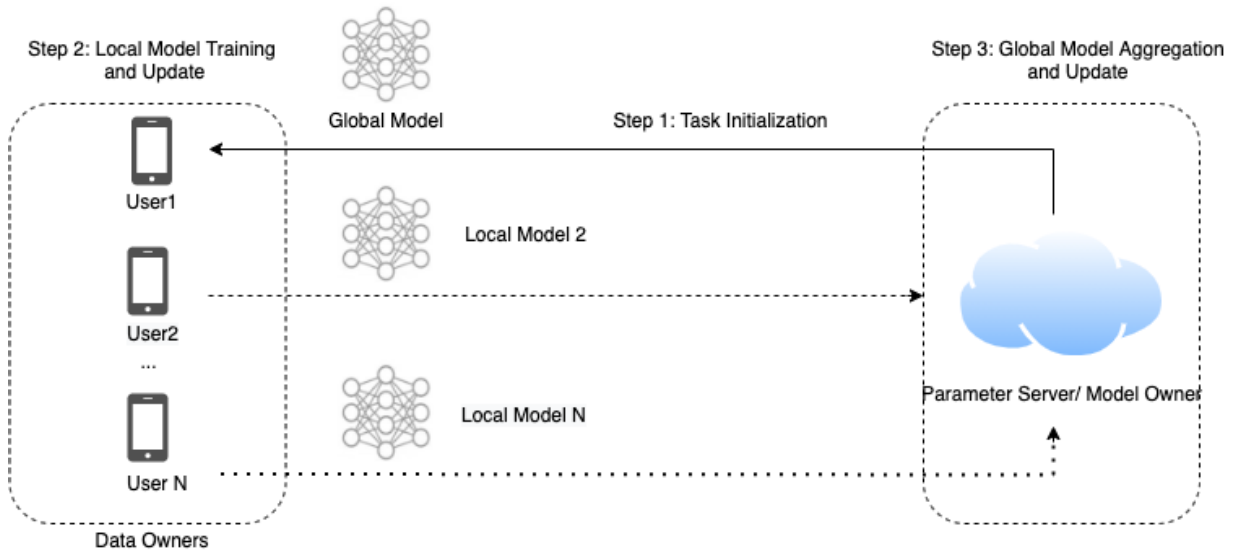 Step 2: Local Model Training
and Update
Global Model
Step 1: Task Initialization
Step 3: Global Model Aggregation
and Update
User1
Local Model 2
User2
...
Local Model N
Parameter Server/ Model Owner
User N
Data Owners